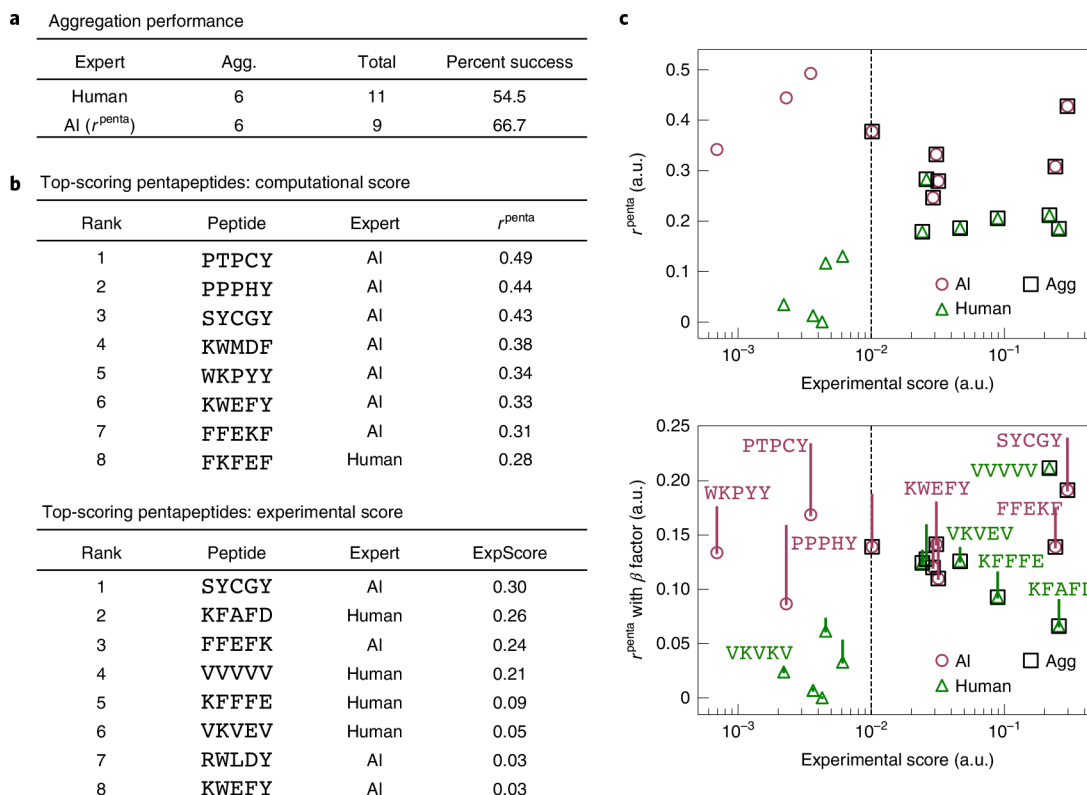 a Aggregation performance
Expert Agg. Total Percent success
Human 6 11 54.5
AI (r^penta) 6 9 66.7
b Top-scoring pentapeptides: computational score
Rank Peptide Expert r^penta
1 PTPCY AI 0.49
2 PPPHY AI 0.44
3 SYCGY AI 0.43
4 KWMDF AI 0.38
5 WKPYY AI 0.34
6 KWEFY AI 0.33
7 FFEKF AI 0.31
8 FKFEF Human 0.28
Top-scoring pentapeptides: experimental score
Rank Peptide Expert ExpScore
1 SYCGY AI 0.30
2 KFAFD Human 0.26
3 FFEFK AI 0.24
4 VVVVV Human 0.21
5 KFFFE Human 0.09
6 VKVEV Human 0.05
7 RWLDY AI 0.03
8 KWEFY AI 0.03
c
r^penta (a.u.)
0.5
0.4
0.3
0.2
0.1
0
AI Agg
Human
10^−3 10^−2 10^−1
Experimental score (a.u.)
r^penta with β factor (a.u.)
0.25
0.20
0.15
0.10
0.05
0
PTPCY
SYCGY
VVVVV
WKPYY
KWEFY
FFEKF
PPPHY
VKVEV
KFFFE
KFAFD
VKVKV
AI Agg
Human
10^−3 10^−2 10^−1
Experimental score (a.u.)